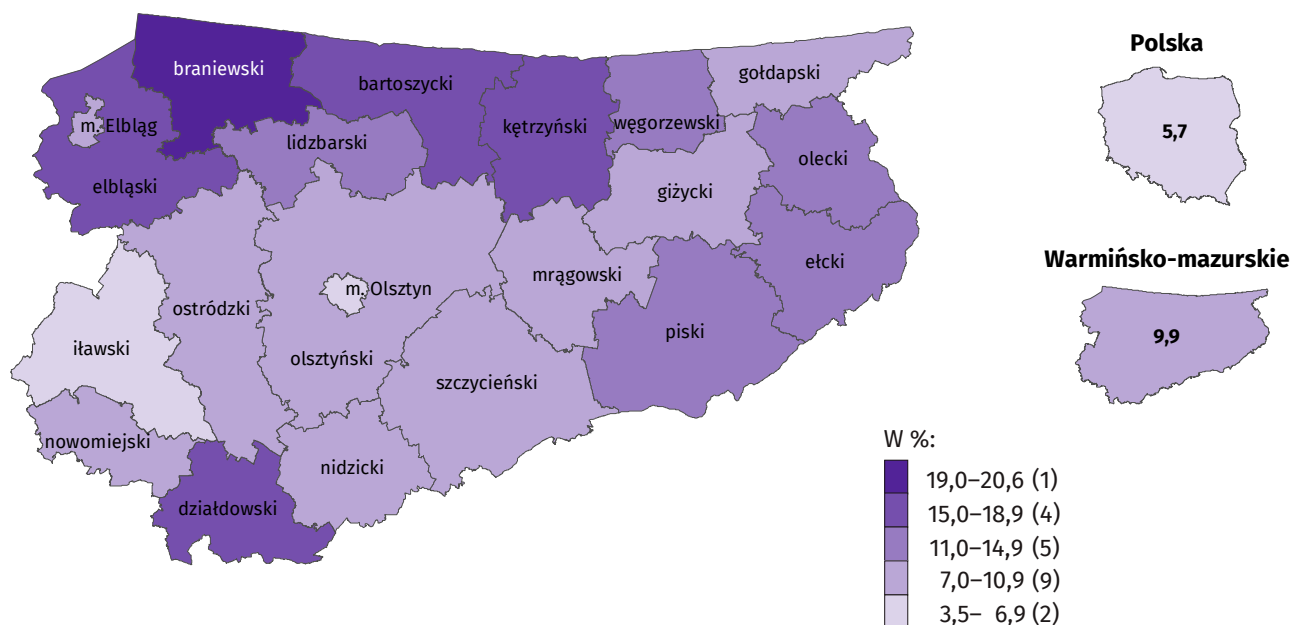 Polska
braniewski
bartoszycki
gołdapski
m. Elbląg
kętrzyński
węgorzewski
5,7
lidzbarski
olecki
elbląski
giżycki
Warmińsko-mazurskie
ełcki
mrągowski
m. Olsztyn
ostródzki
piski
9,9
iławski
olsztyński
szczycieński
nowomiejski
nidzicki
działdowski
W %:
19,0–20,6 (1)
15,0–18,9 (4)
11,0–14,9 (5)
7,0–10,9 (9)
3,5– 6,9 (2)